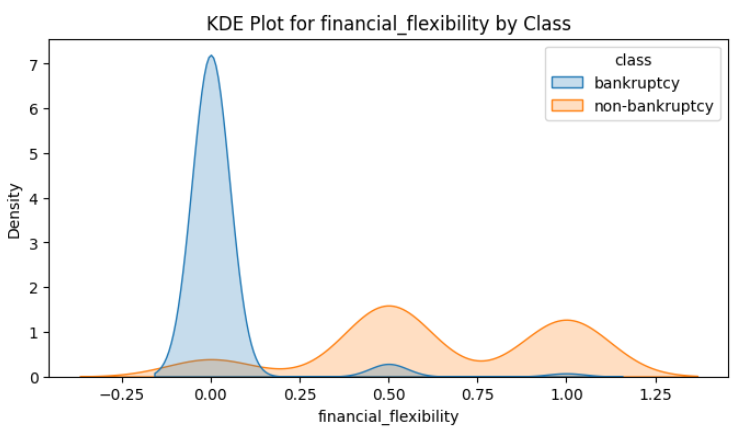 KDE Plot for financial_flexibility by Class
class
bankruptcy
non-bankruptcy
Density
7
6
5
4
3
2
1
0
−0.25 0.00 0.25 0.50 0.75 1.00 1.25
financial_flexibility